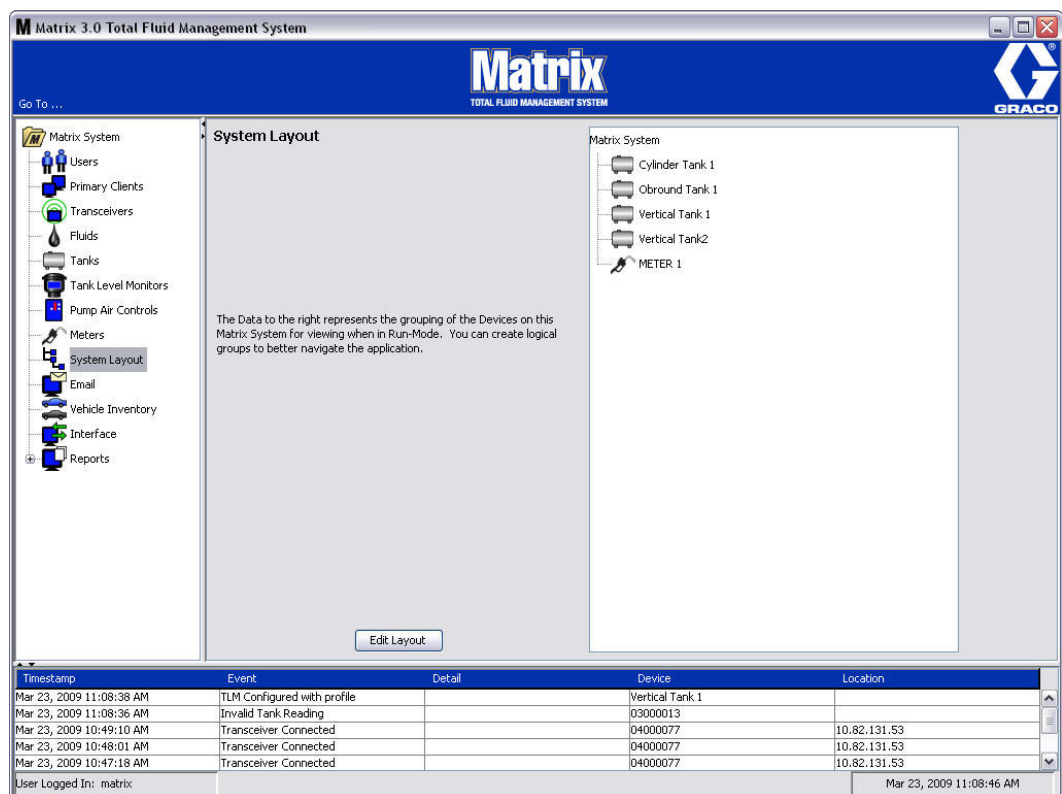 Matrix 3.0 Total Fluid Management System
Matrix
TOTAL FLUID MANAGEMENT SYSTEM
GRACO
Go To ...
Matrix System
Users
Primary Clients
Transceivers
Fluids
Tanks
Tank Level Monitors
Pump Air Controls
Meters
System Layout
Email
Vehicle Inventory
Interface
Reports
System Layout
The Data to the right represents the grouping of the Devices on this
Matrix System for viewing when in Run-Mode. You can create logical
groups to better navigate the application.
Edit Layout
Matrix System
Cylinder Tank 1
Obround Tank 1
Vertical Tank 1
Vertical Tank2
METER 1
Timestamp Event Detail Device Location
Mar 23, 2009 11:08:38 AM TLM Configured with profile Vertical Tank 1
Mar 23, 2009 11:08:36 AM Invalid Tank Reading 03000013
Mar 23, 2009 10:49:10 AM Transceiver Connected 04000077 10.82.131.53
Mar 23, 2009 10:48:01 AM Transceiver Connected 04000077 10.82.131.53
Mar 23, 2009 10:47:18 AM Transceiver Connected 04000077 10.82.131.53
User Logged In: matrix Mar 23, 2009 11:08:46 AM